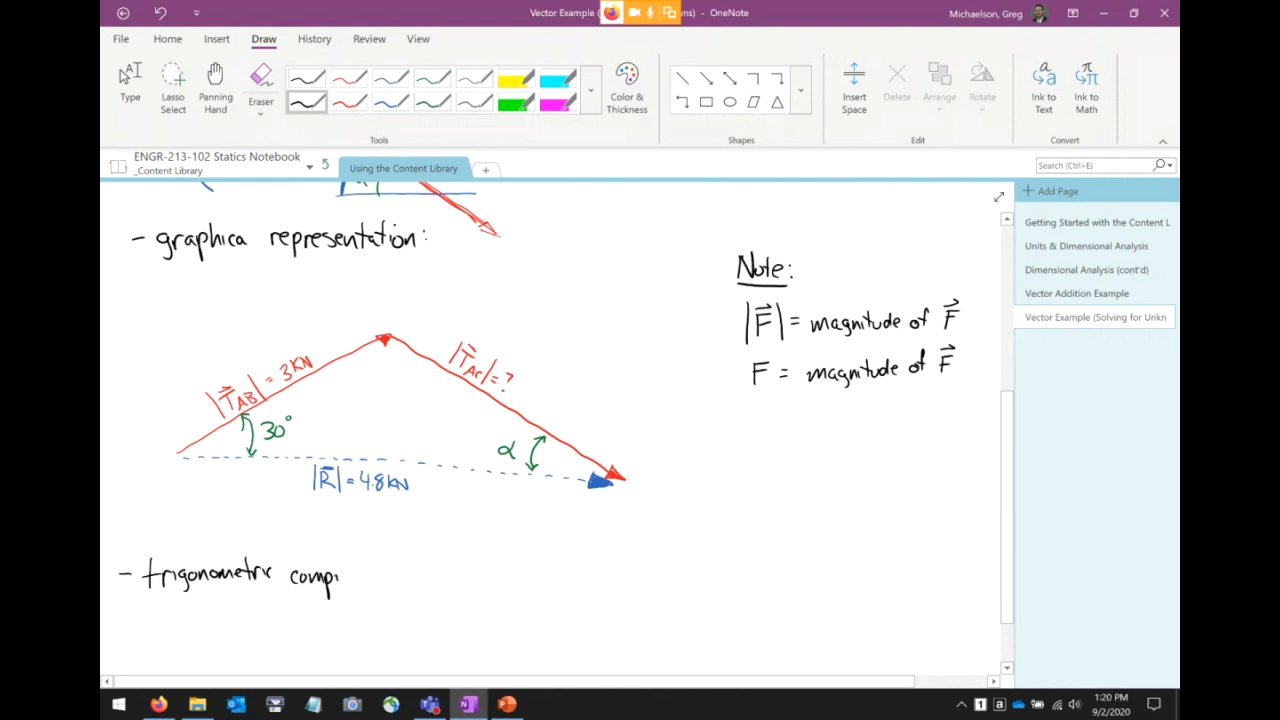 Vector Example (
ns) - OneNote
Michaelson, Greg
File
Home
Insert
Draw
History
Review
View
Type
Lasso
Select
Panning
Hand
Eraser
Color &
Thickness
Insert
Space
Delete
Arrange
Rotate
Ink to
Text
Ink to
Math
Tools
Shapes
Edit
Convert
ENGR-213-102 Statics Notebook
_Content Library
Using the Content Library
Search (Ctrl+E)
Add Page
Getting Started with the Content L
Units & Dimensional Analysis
Dimensional Analysis (cont'd)
Vector Addition Example
Vector Example (Solving for Unkn
- graphica representation:
Note:
|F⃗| = magnitude of F⃗
F = magnitude of F⃗
|T⃗AB| = 3KN
|T⃗AC| = ?
30°
α
|R⃗| = 4.8KN
- trigonometric comp
1:20 PM
9/2/2020